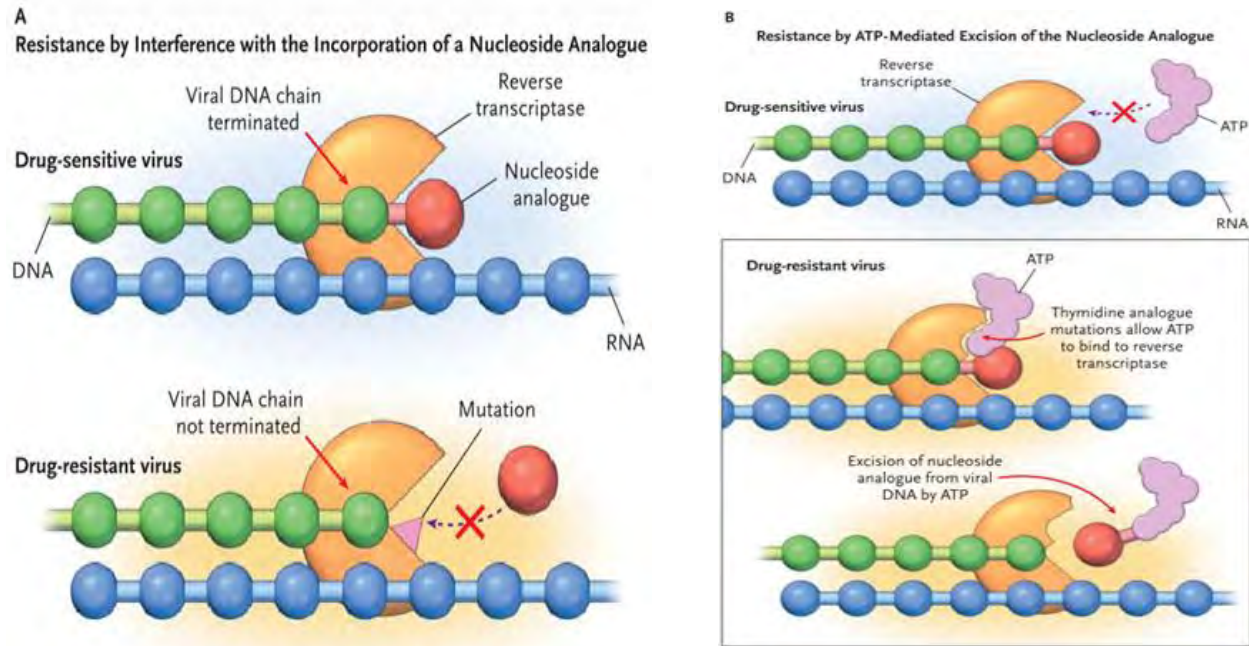 A
Resistance by Interference with the Incorporation of a Nucleoside Analogue
Viral DNA chain
terminated
Reverse
transcriptase
Drug-sensitive virus
Nucleoside
analogue
DNA
RNA
Viral DNA chain
not terminated
Mutation
Drug-resistant virus
B
Resistance by ATP-Mediated Excision of the Nucleoside Analogue
Reverse
transcriptase
Drug-sensitive virus
ATP
DNA
RNA
Drug-resistant virus
ATP
Thymidine analogue
mutations allow ATP
to bind to reverse
transcriptase
Excision of nucleoside
analogue from viral
DNA by ATP